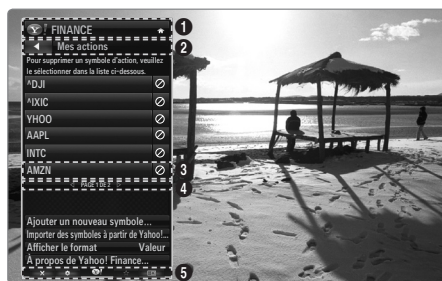 Y! FINANCE
1
Mes actions
2
Pour supprimer un symbole d'action, veuillez
le sélectionner dans la liste ci-dessous.
^DJI
^IXIC
YHOO
AAPL
INTC
AMZN
3
PAGE 1 DE 2
4
Ajouter un nouveau symbole...
Importer des symboles à partir de Yahoo!...
Afficher le format Valeur
À propos de Yahoo! Finance...
5